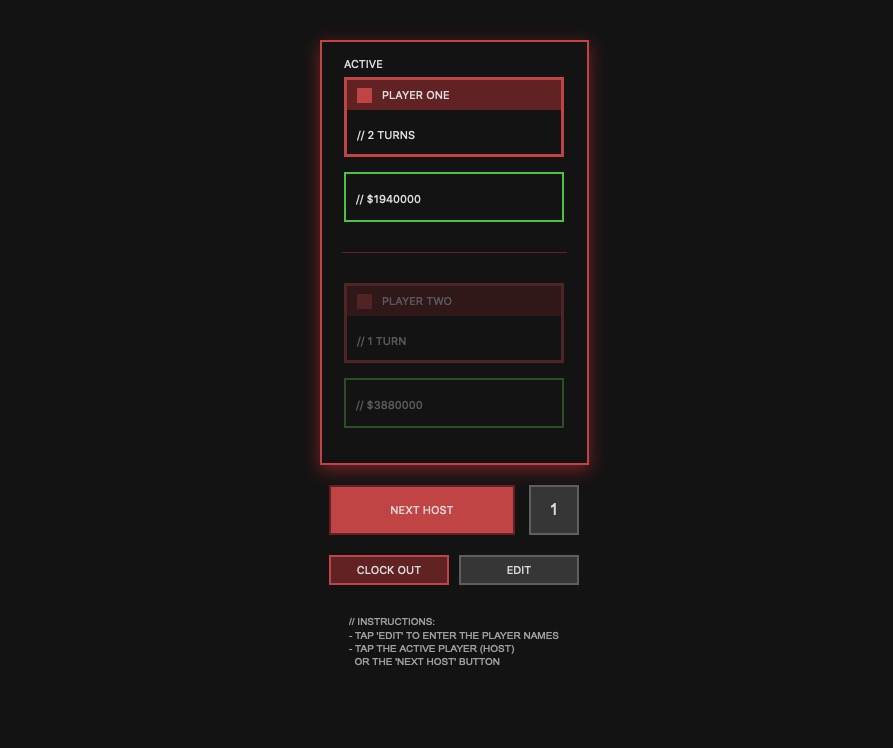 ACTIVE
PLAYER ONE
// 2 TURNS
// $1940000
PLAYER TWO
// 1 TURN
// $3880000
NEXT HOST
1
CLOCK OUT
EDIT
// INSTRUCTIONS:
- TAP 'EDIT' TO ENTER THE PLAYER NAMES
- TAP THE ACTIVE PLAYER (HOST)
OR THE 'NEXT HOST' BUTTON